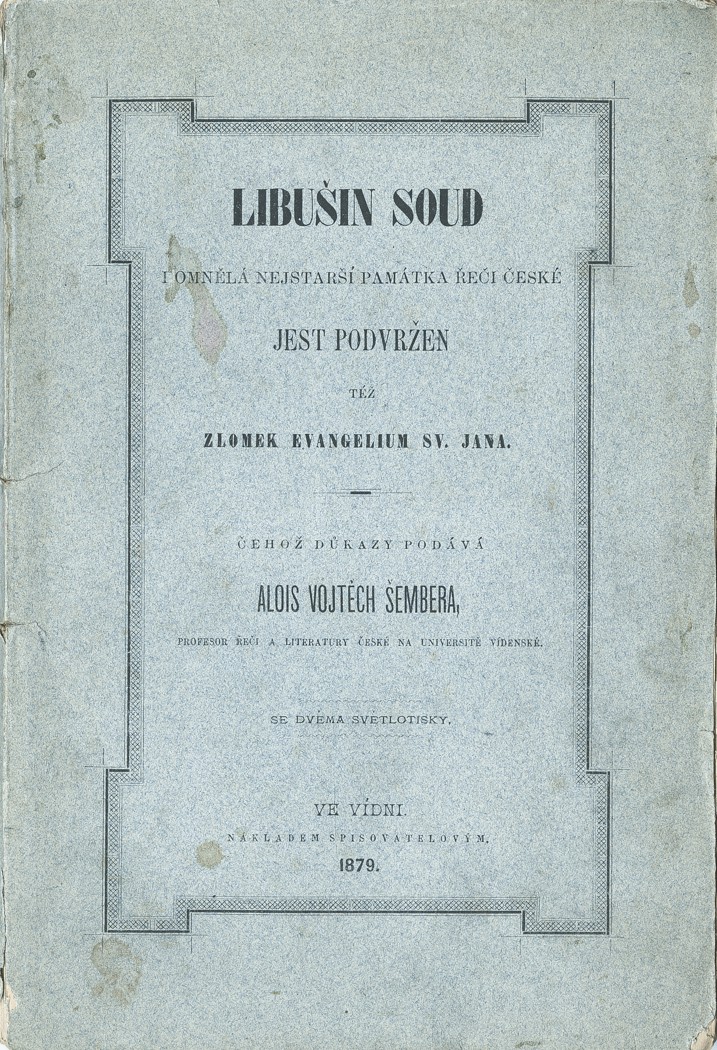 LIBUŠIN SOUD
DOMNĚLÁ NEJSTARŠÍ PAMÁTKA ŘEČI ČESKÉ
JEST PODVRŽEN
TÉŽ
ZLOMEK EVANGELIUM SV. JANA.
ČEHOŽ DŮKAZY PODÁVÁ
ALOIS VOJTĚCH ŠEMBERA,
PROFESOR ŘEČI A LITERATURY ČESKÉ NA UNIVERSITĚ VÍDENSKÉ.
SE DVĚMA SVĚTLOTISKY.
VE VÍDNI.
NÁKLADEM SPISOVATELOVÝM.
1879.